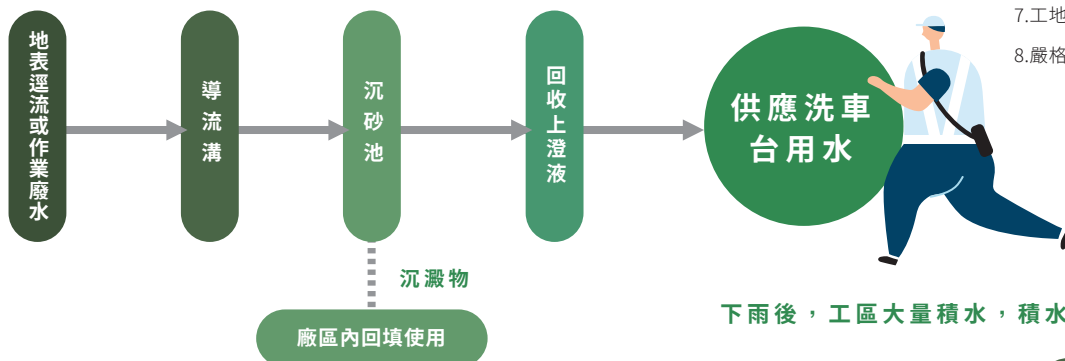 地表逕流或作業廢水
導流溝
沉砂池
回收上澄液
供應洗車
台用水
沉澱物
廠區內回填使用
7.工地
8.嚴格
下雨後，工區大量積水，積水